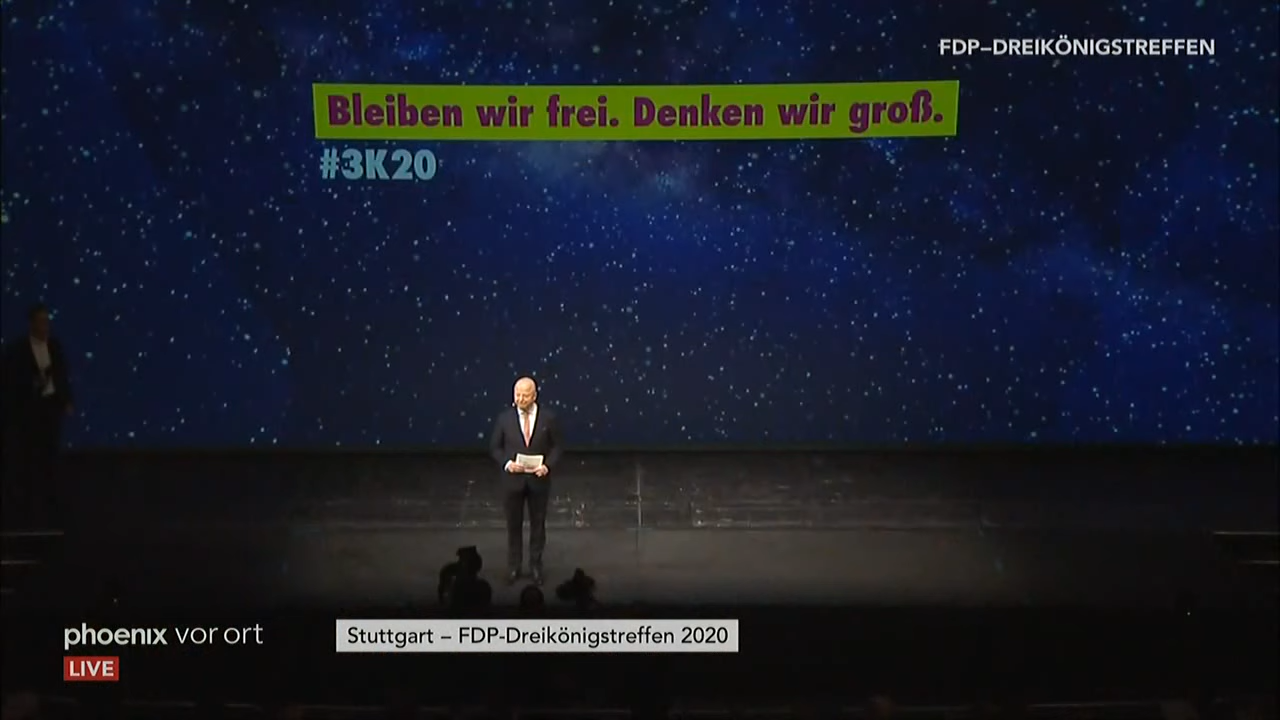 FDP–DREIKÖNIGSTREFFEN
Bleiben wir frei. Denken wir groß.
#3K20
phoenix vor ort
Stuttgart – FDP-Dreikönigstreffen 2020
LIVE